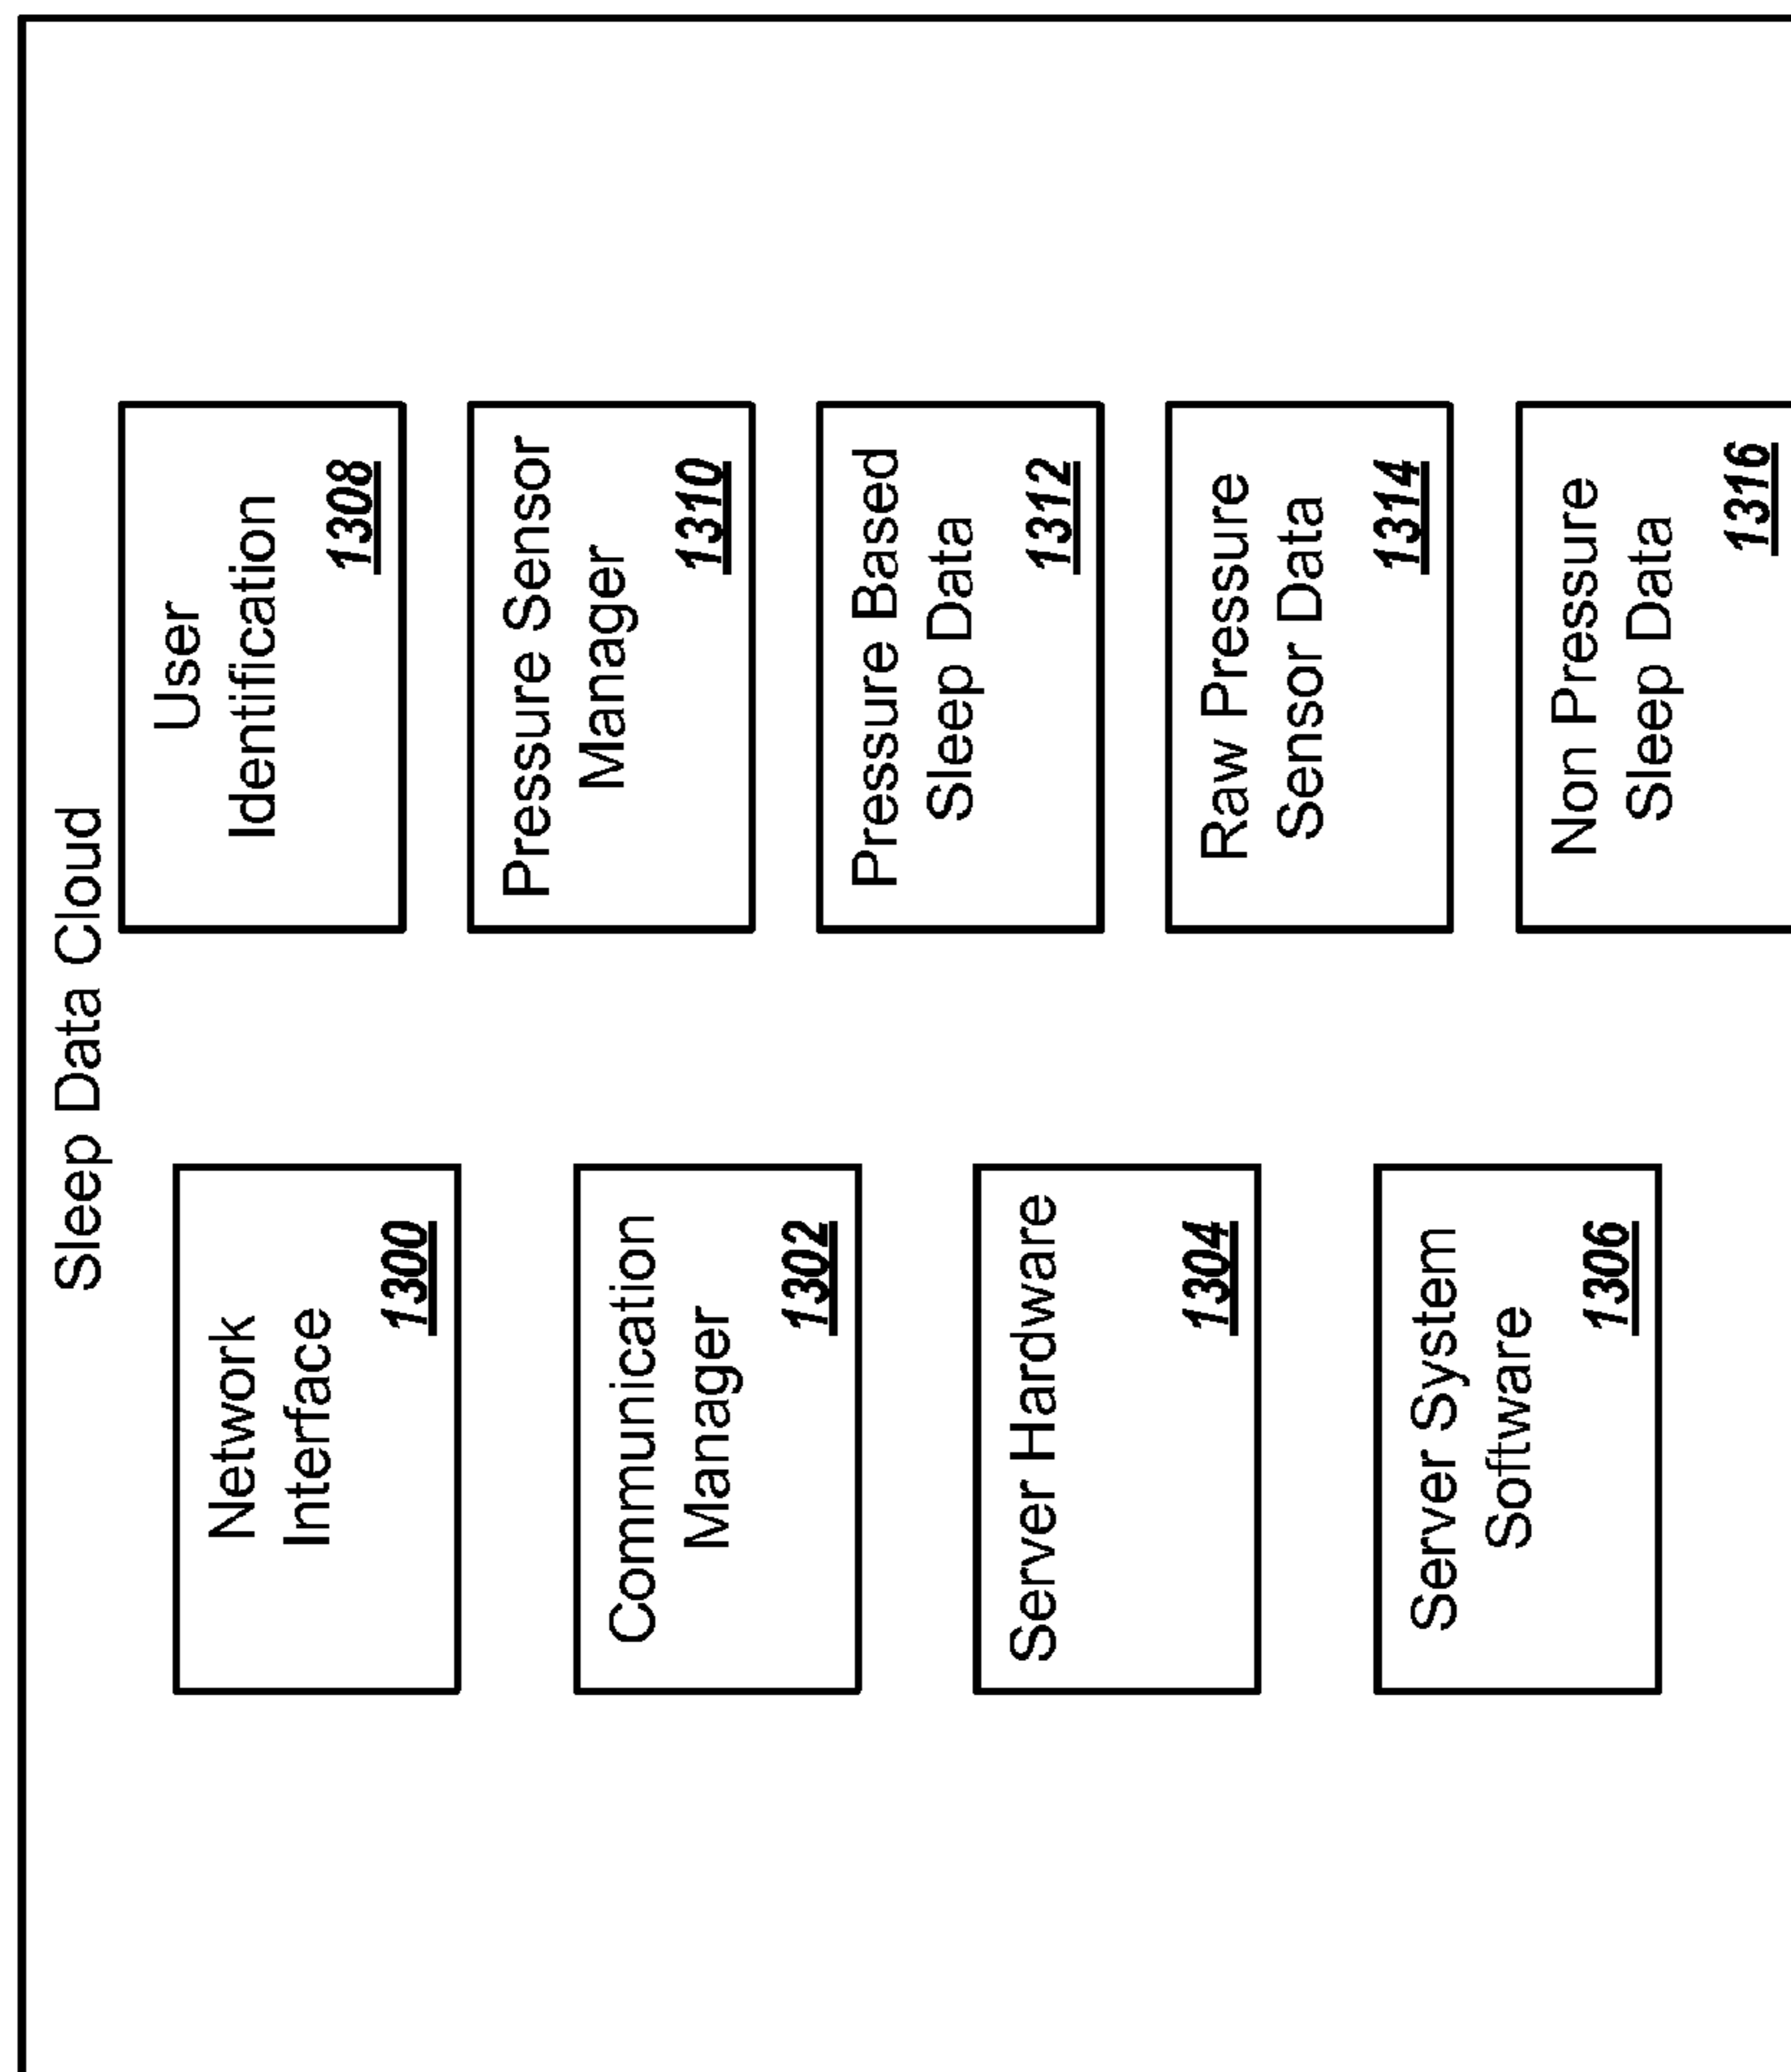 Sleep Data Cloud
Network
Interface
1300
Communication
Manager
1302
Server Hardware
1304
Server System
Software
1306
User
Identification
1308
Pressure Sensor
Manager
1310
Pressure Based
Sleep Data
1312
Raw Pressure
Sensor Data
1314
Non Pressure
Sleep Data
1316